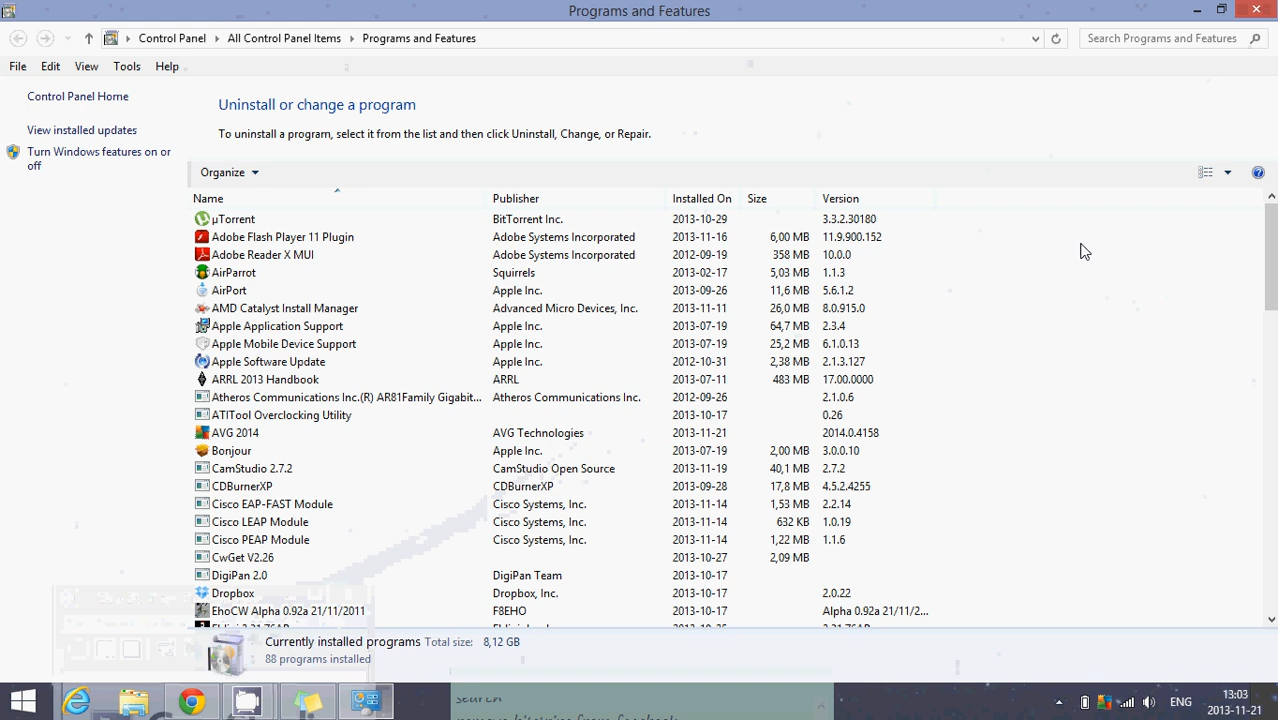 Programs and Features
Control Panel All Control Panel Items Programs and Features Search Programs and Features
File Edit View Tools Help
Control Panel Home
View installed updates
Turn Windows features on or off
Uninstall or change a program
To uninstall a program, select it from the list and then click Uninstall, Change, or Repair.
Organize
Name Publisher Installed On Size Version
µTorrent BitTorrent Inc. 2013-10-29 3.3.2.30180
Adobe Flash Player 11 Plugin Adobe Systems Incorporated 2013-11-16 6,00 MB 11.9.900.152
Adobe Reader X MUI Adobe Systems Incorporated 2012-09-19 358 MB 10.0.0
AirParrot Squirrels 2013-02-17 5,03 MB 1.1.3
AirPort Apple Inc. 2013-09-26 11,6 MB 5.6.1.2
AMD Catalyst Install Manager Advanced Micro Devices, Inc. 2013-11-11 26,0 MB 8.0.915.0
Apple Application Support Apple Inc. 2013-07-19 64,7 MB 2.3.4
Apple Mobile Device Support Apple Inc. 2013-07-19 25,2 MB 6.1.0.13
Apple Software Update Apple Inc. 2012-10-31 2,38 MB 2.1.3.127
ARRL 2013 Handbook ARRL 2013-07-11 483 MB 17.00.0000
Atheros Communications Inc.(R) AR81Family Gigabit... Atheros Communications Inc. 2012-09-26 2.1.0.6
ATITool Overclocking Utility 2013-10-17 0.26
AVG 2014 AVG Technologies 2013-11-21 2014.0.4158
Bonjour Apple Inc. 2013-07-19 2,00 MB 3.0.0.10
CamStudio 2.7.2 CamStudio Open Source 2013-11-19 40,1 MB 2.7.2
CDBurnerXP CDBurnerXP 2013-09-28 17,8 MB 4.5.2.4255
Cisco EAP-FAST Module Cisco Systems, Inc. 2013-11-14 1,53 MB 2.2.14
Cisco LEAP Module Cisco Systems, Inc. 2013-11-14 632 KB 1.0.19
Cisco PEAP Module Cisco Systems, Inc. 2013-11-14 1,22 MB 1.1.6
CwGet V2.26 2013-10-27 2,09 MB
DigiPan 2.0 DigiPan Team 2013-10-17
Dropbox Dropbox, Inc. 2013-10-17 2.0.22
EhoCW Alpha 0.92a 21/11/2011 F8EHO 2013-10-17 Alpha 0.92a 21/11/2...
Currently installed programs Total size: 8,12 GB
88 programs installed
search
ENG
13:03
2013-11-21